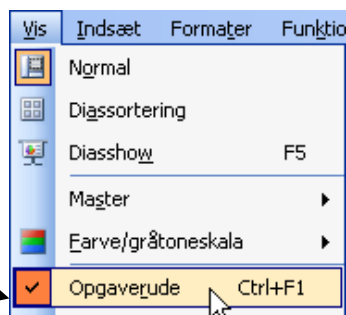 Vis Indsæt Formater Funktio
Normal
Diassortering
Diasshow F5
Master
Farve/gråtoneskala
Opgaverude Ctrl+F1